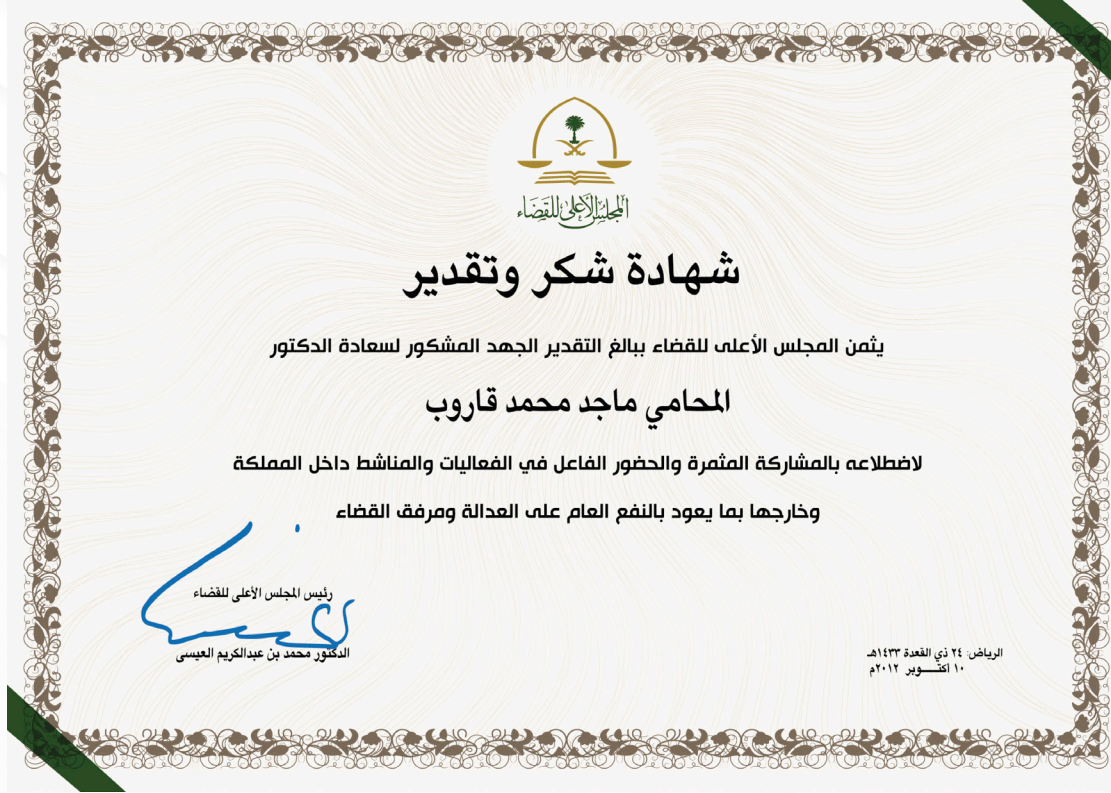 المجلس الأعلى للقضاء
شهادة شكر وتقدير
يثمن المجلس الأعلى للقضاء ببالغ التقدير الجهد المشكور لسعادة الدكتور
المحامي ماجد محمد قاروب
لاضطلاعه بالمشاركة المثمرة والحضور الفاعل في الفعاليات والمناشط داخل المملكة
وخارجها بما يعود بالنفع العام على العدالة ومرفق القضاء
رئيس المجلس الأعلى للقضاء
الدكتور محمد بن عبدالكريم العيسى
الرياض: ٢٤ ذي القعدة ١٤٣٣هـ
١٠ أكتـــــوبر ٢٠١٢م